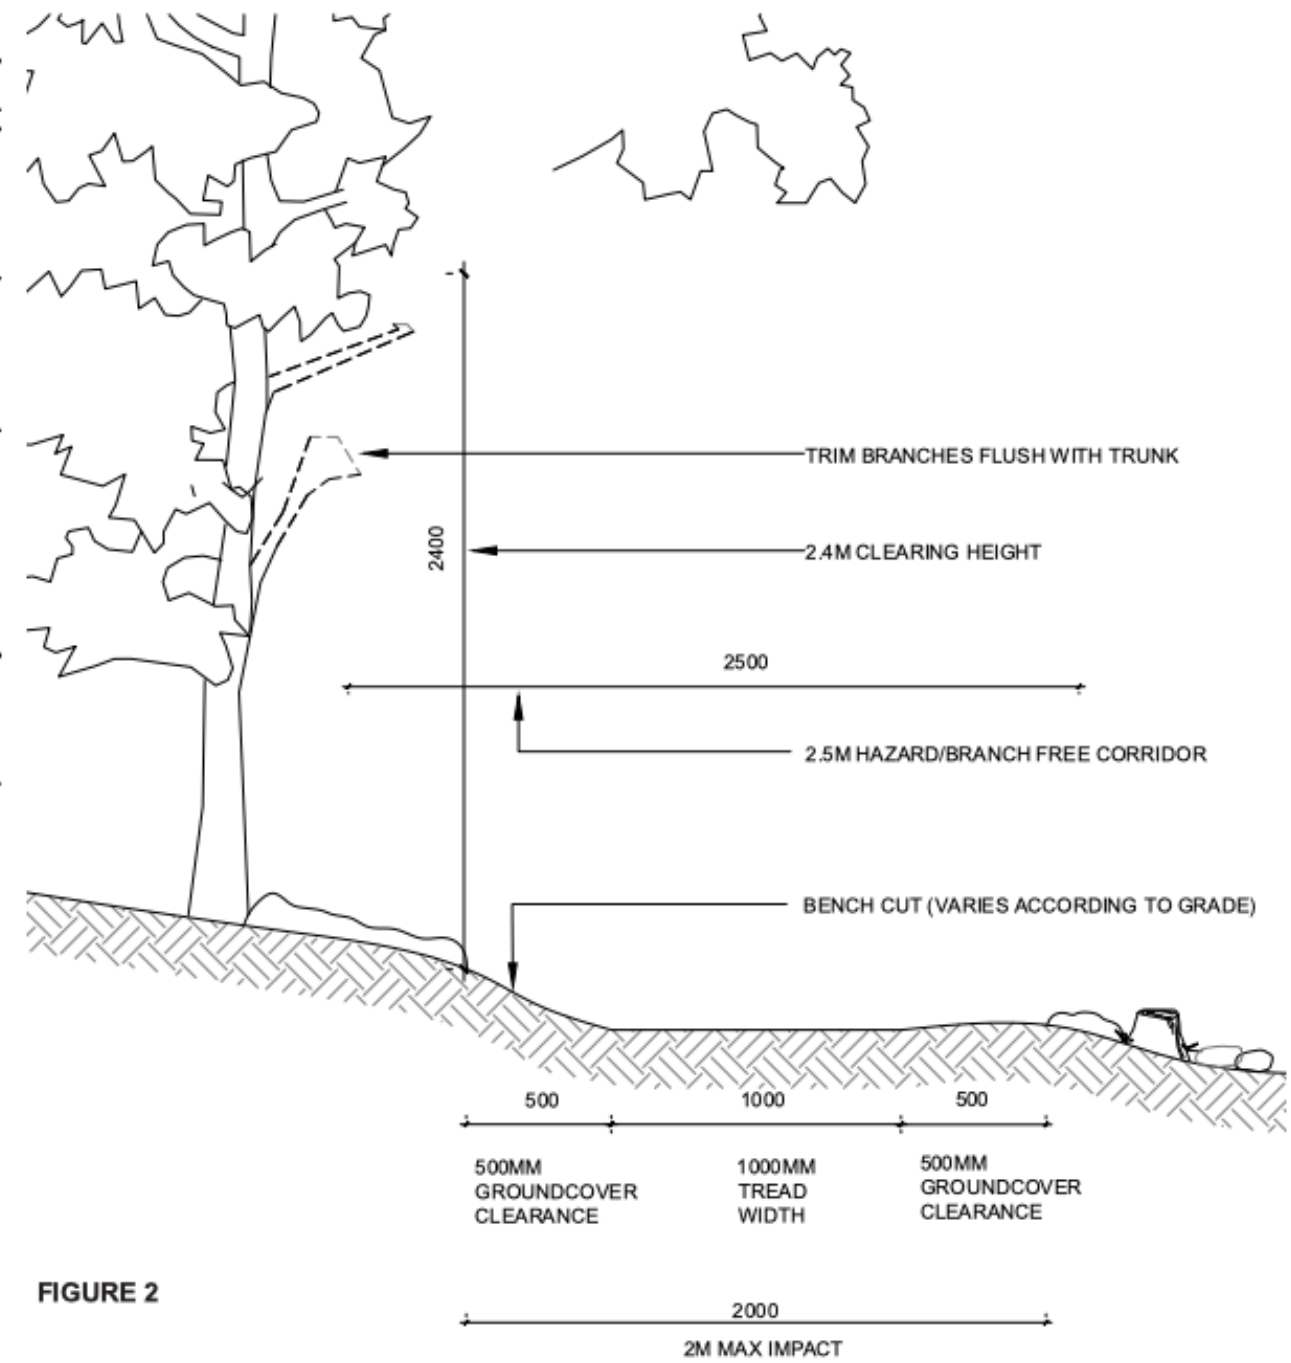 TRIM BRANCHES FLUSH WITH TRUNK
2400
2.4M CLEARING HEIGHT
2500
2.5M HAZARD/BRANCH FREE CORRIDOR
BENCH CUT (VARIES ACCORDING TO GRADE)
500
1000
500
500MM
GROUNDCOVER
CLEARANCE
1000MM
TREAD
WIDTH
500MM
GROUNDCOVER
CLEARANCE
FIGURE 2
2000
2M MAX IMPACT